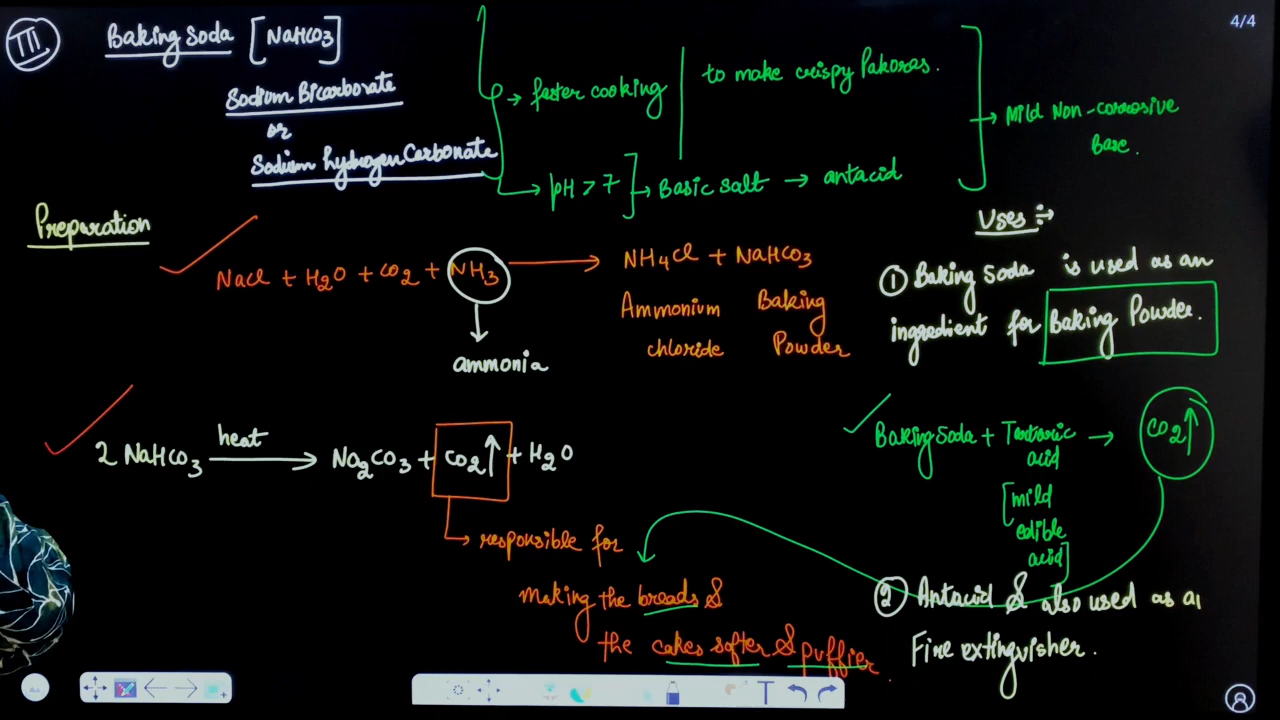 III
Baking Soda [NaHCO3]
Sodium Bicarbonate
or
Sodium hydrogen Carbonate
→ faster cooking
to make crispy Pakoras.
→ pH > 7 ] → Basic salt → antacid
→ Mild Non-corrosive
Base.
4/4
Preparation
NaCl + H2O + CO2 + NH3 → NH4Cl + NaHCO3
Ammonium Baking
chloride Powder
ammonia
2 NaHCO3 heat → Na2CO3 + CO2↑ + H2O
→ responsible for
making the breads &
the cakes softer & puffier.
Uses :-
① Baking soda is used as an
ingredient for Baking Powder.
Baking Soda + Tartaric → CO2↑
acid
[mild
edible
acid]
② Antacid & also used as a
Fire extinguisher.
T